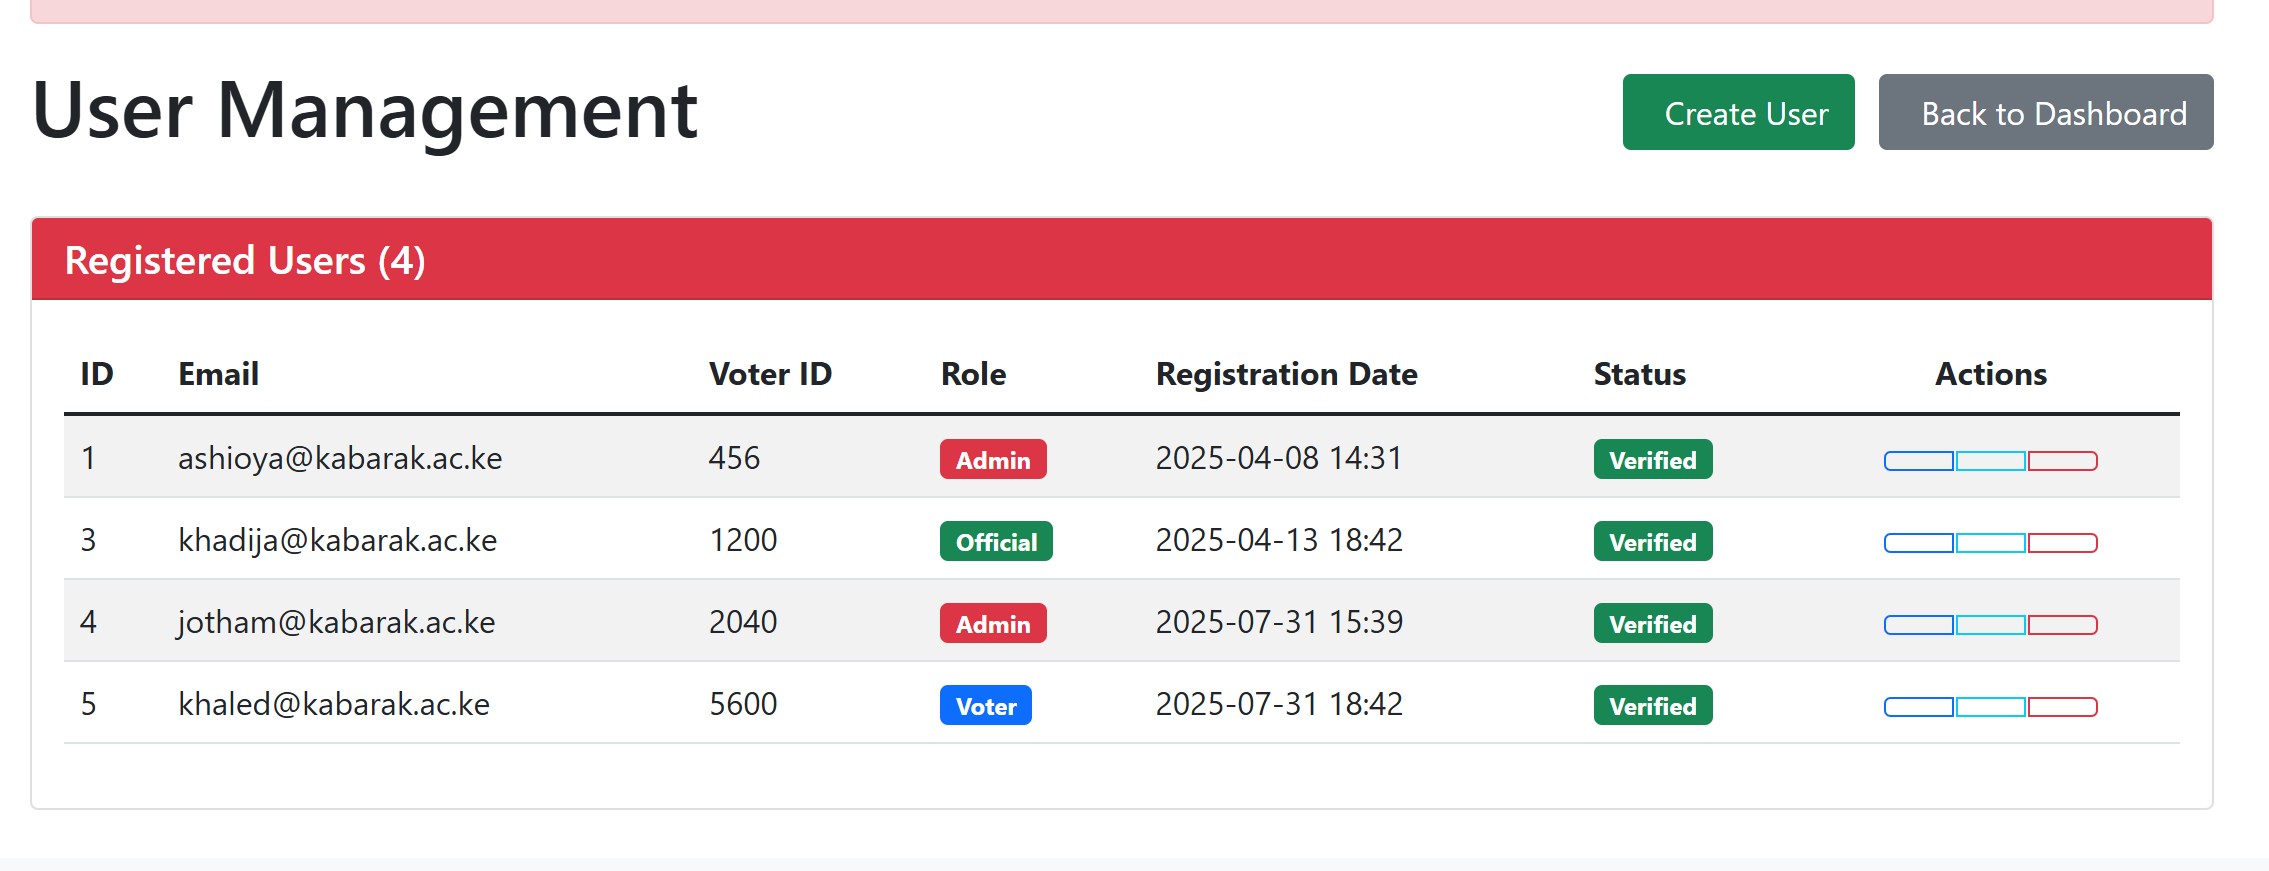 User Management
Create User
Back to Dashboard
Registered Users (4)
ID Email Voter ID Role Registration Date Status Actions
1 ashioya@kabarak.ac.ke 456 Admin 2025-04-08 14:31 Verified
3 khadija@kabarak.ac.ke 1200 Official 2025-04-13 18:42 Verified
4 jotham@kabarak.ac.ke 2040 Admin 2025-07-31 15:39 Verified
5 khaled@kabarak.ac.ke 5600 Voter 2025-07-31 18:42 Verified